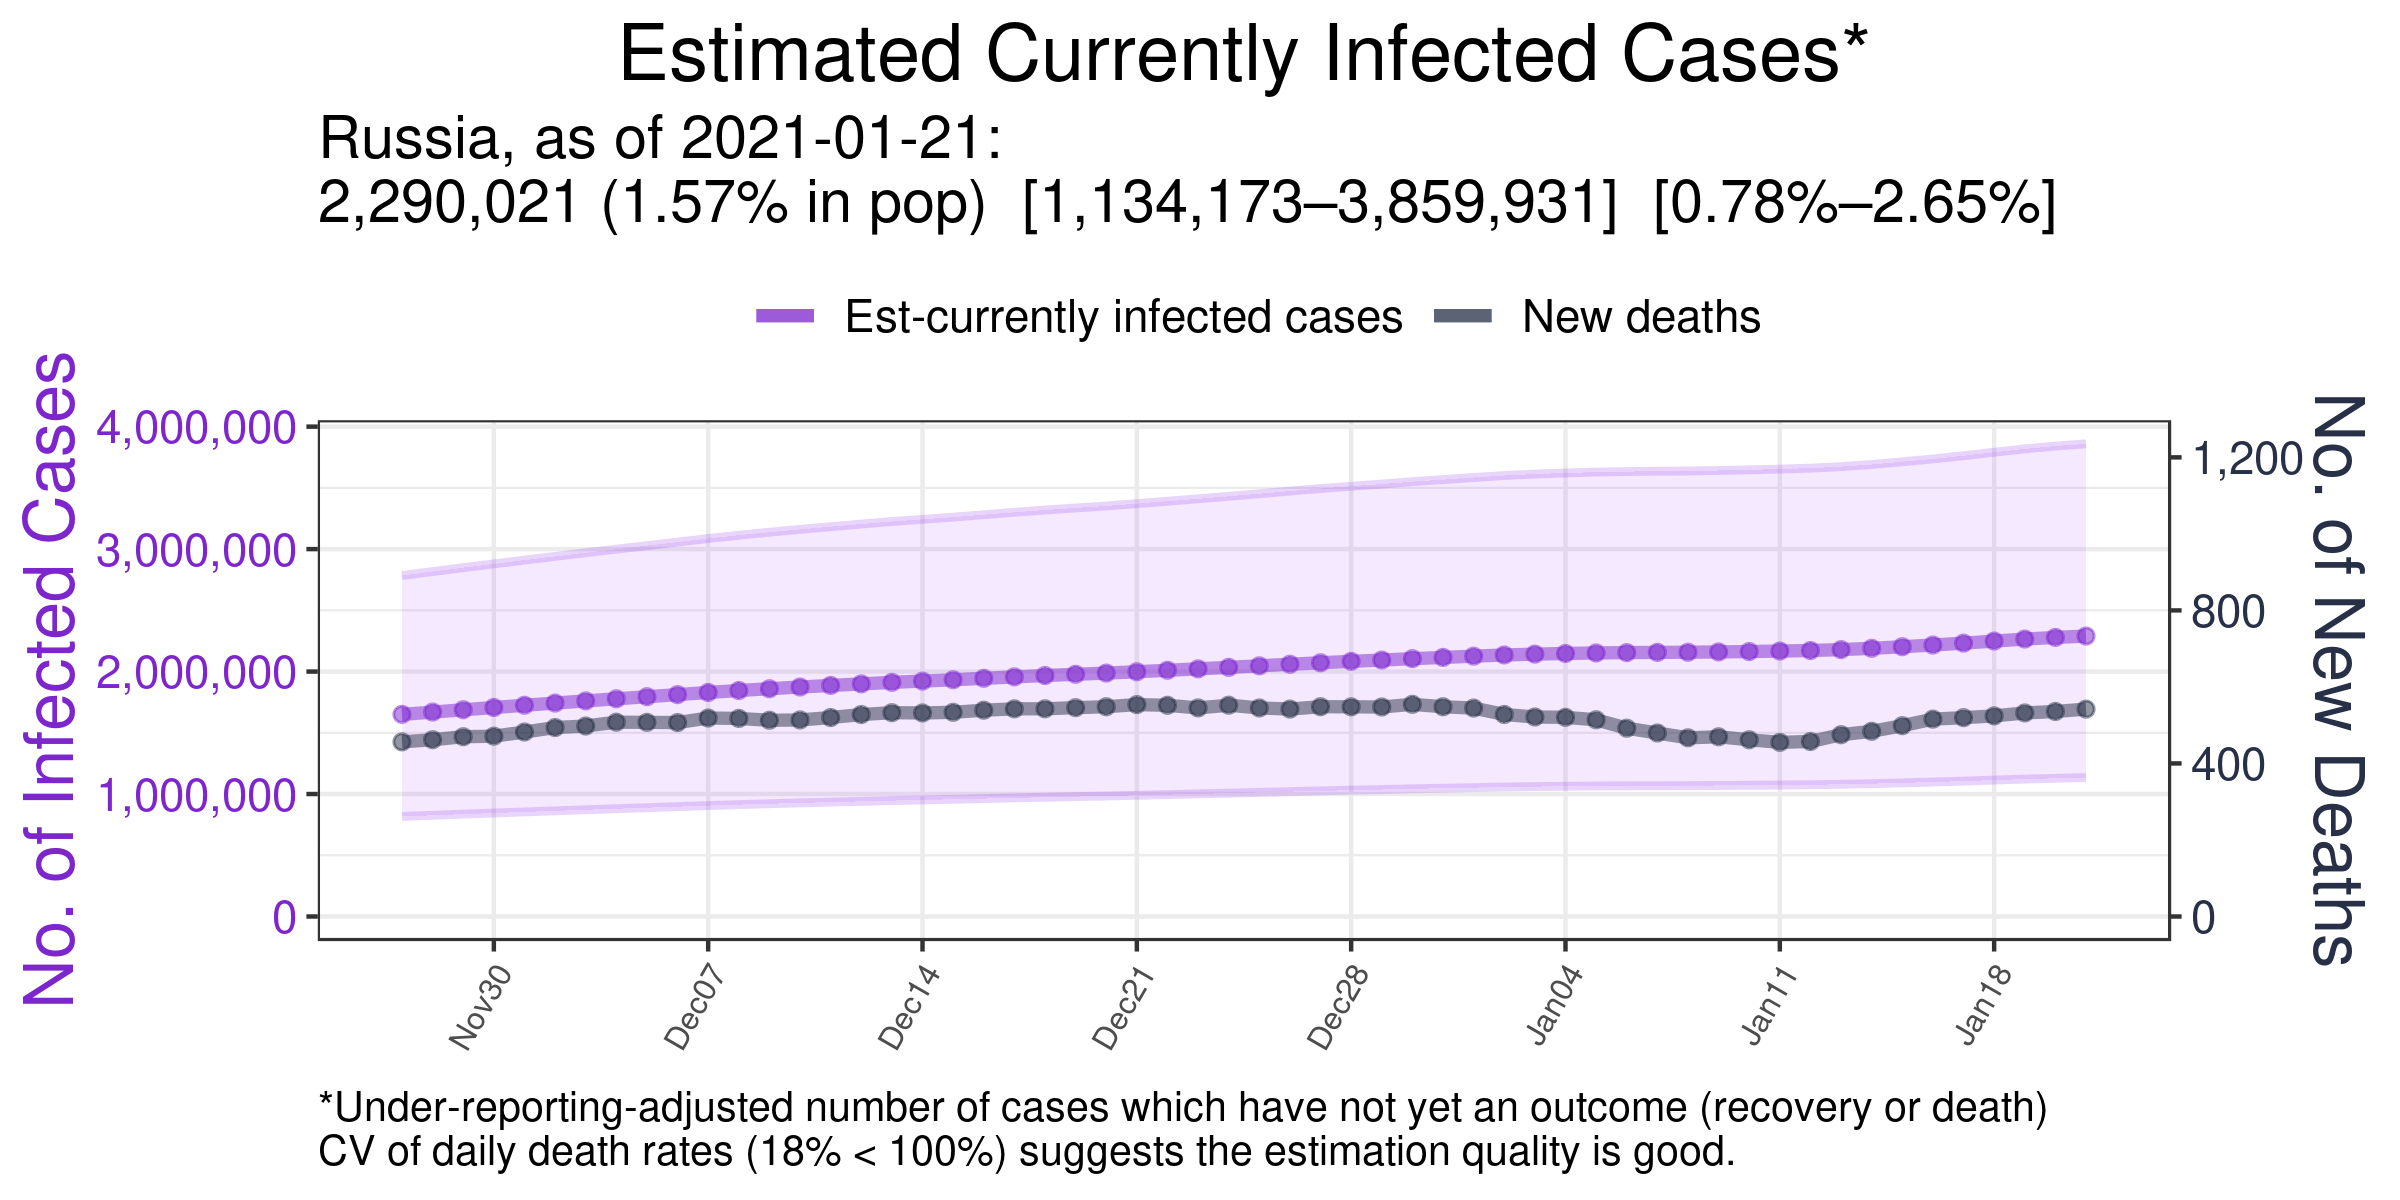 Estimated Currently Infected Cases*
Russia, as of 2021-01-21:
2,290,021 (1.57% in pop) [1,134,173–3,859,931] [0.78%–2.65%]
Est-currently infected cases New deaths
No. of Infected Cases
4,000,000
3,000,000
2,000,000
1,000,000
0
1,200
800
400
0
No. of New Deaths
Nov30 Dec07 Dec14 Dec21 Dec28 Jan04 Jan11 Jan18
*Under-reporting-adjusted number of cases which have not yet an outcome (recovery or death)
CV of daily death rates (18% < 100%) suggests the estimation quality is good.